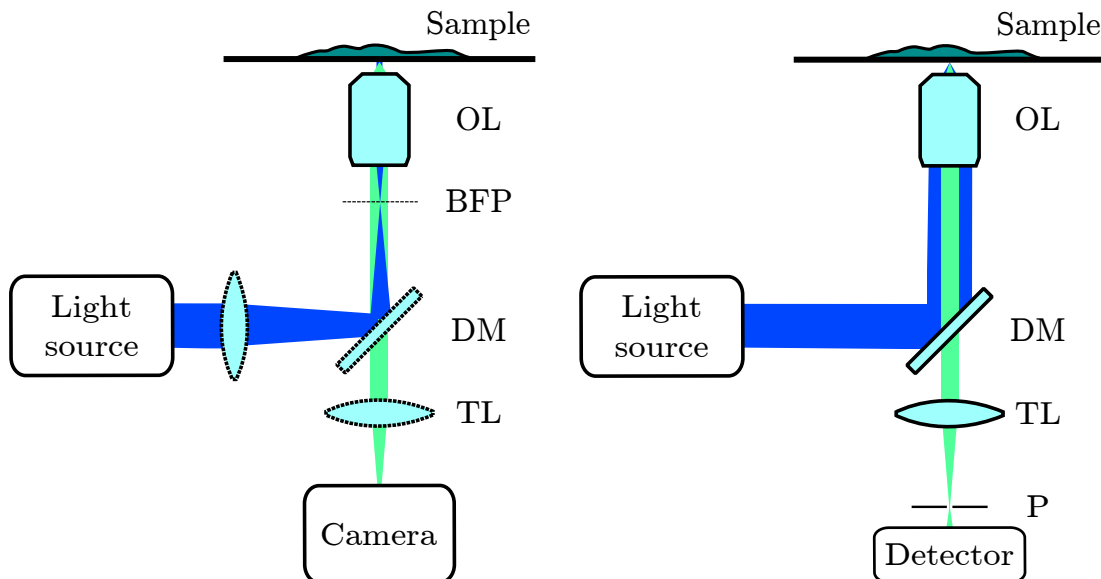 Sample
OL
BFP
Light
source
DM
TL
Camera
Sample
OL
Light
source
DM
TL
P
Detector